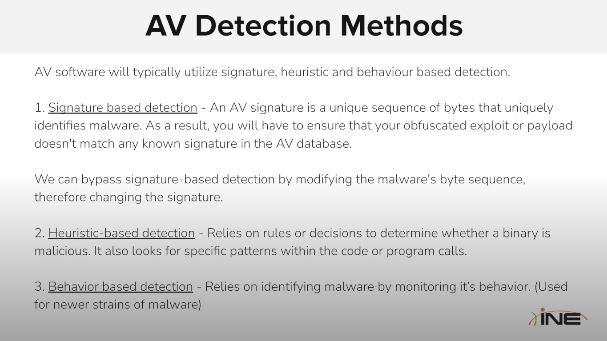 AV Detection Methods
AV software will typically utilize signature, heuristic and behaviour based detection.
1. Signature based detection - An AV signature is a unique sequence of bytes that uniquely
identifies malware. As a result, you will have to ensure that your obfuscated exploit or payload
doesn't match any known signature in the AV database.
We can bypass signature-based detection by modifying the malware's byte sequence,
therefore changing the signature.
2. Heuristic-based detection - Relies on rules or decisions to determine whether a binary is
malicious. It also looks for specific patterns within the code or program calls.
3. Behavior based detection - Relies on identifying malware by monitoring it's behavior. (Used
for newer strains of malware)
INE